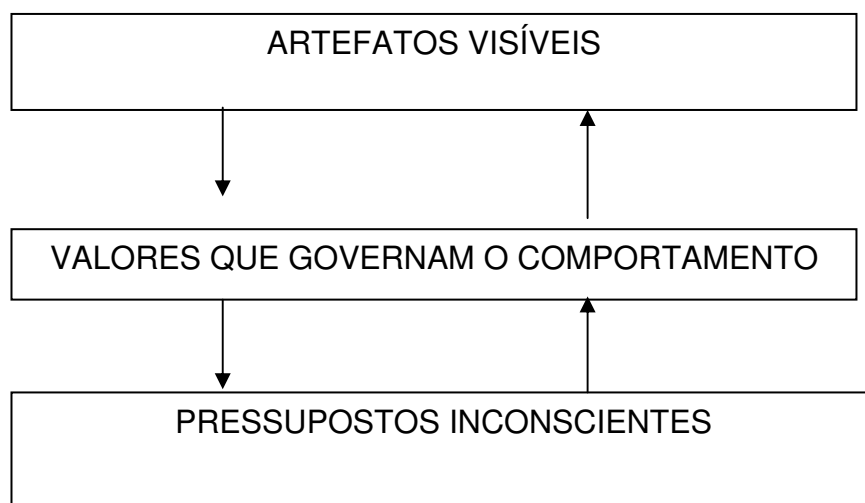 ARTEFATOS VISÍVEIS
VALORES QUE GOVERNAM O COMPORTAMENTO
PRESSUPOSTOS INCONSCIENTES